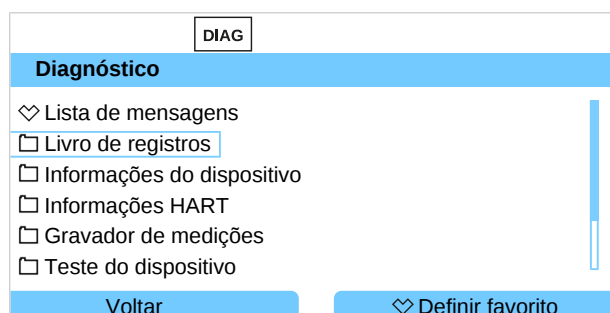 DIAG
Diagnóstico
Lista de mensagens
Livro de registros
Informações do dispositivo
Informações HART
Gravador de medições
Teste do dispositivo
Voltar
Definir favorito